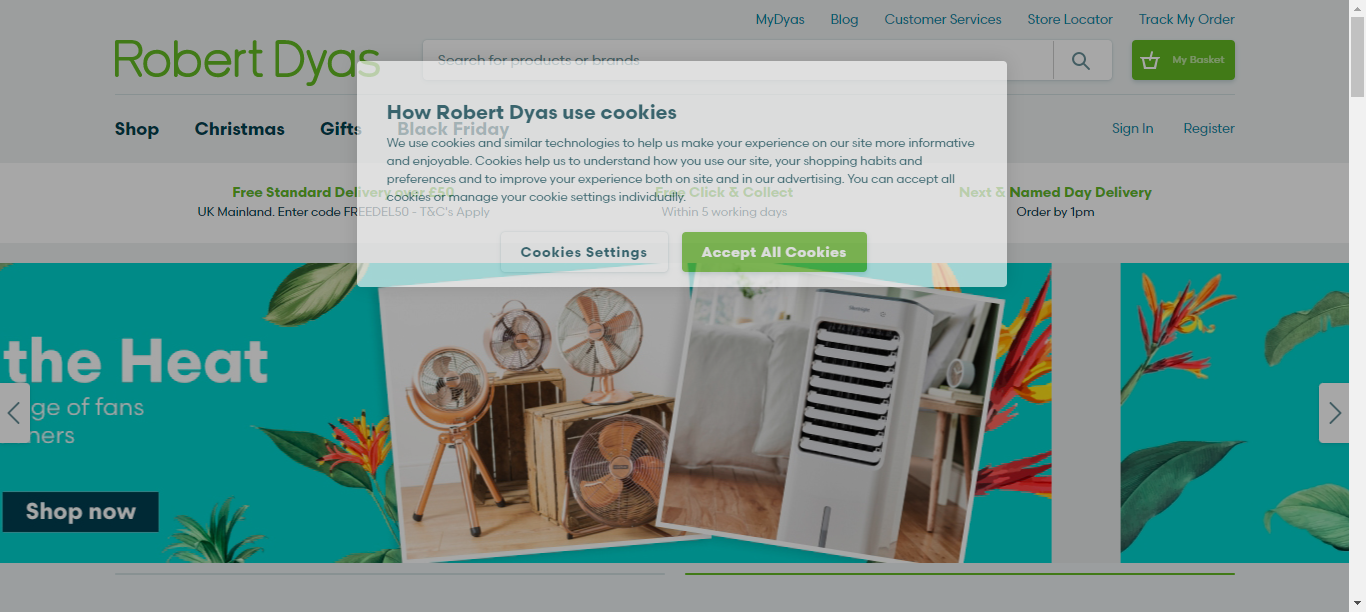 MyDyas Blog Customer Services Store Locator Track My Order
Robert Dyas
Search for products or brands
My Basket
Shop Christmas Gifts Black Friday
Sign In Register
How Robert Dyas use cookies
We use cookies and similar technologies to help us make your experience on our site more informative
and enjoyable. Cookies help us to understand how you use our site, your shopping habits and
preferences and to improve your experience both on site and in our advertising. You can accept all
cookies or manage your cookie settings individually.
Cookies Settings Accept All Cookies
Free Standard Delivery over £50
UK Mainland. Enter code FREEDEL50 - T&C's Apply
Free Click & Collect
Within 5 working days
Next & Named Day Delivery
Order by 1pm
the Heat
of fans
Shop now